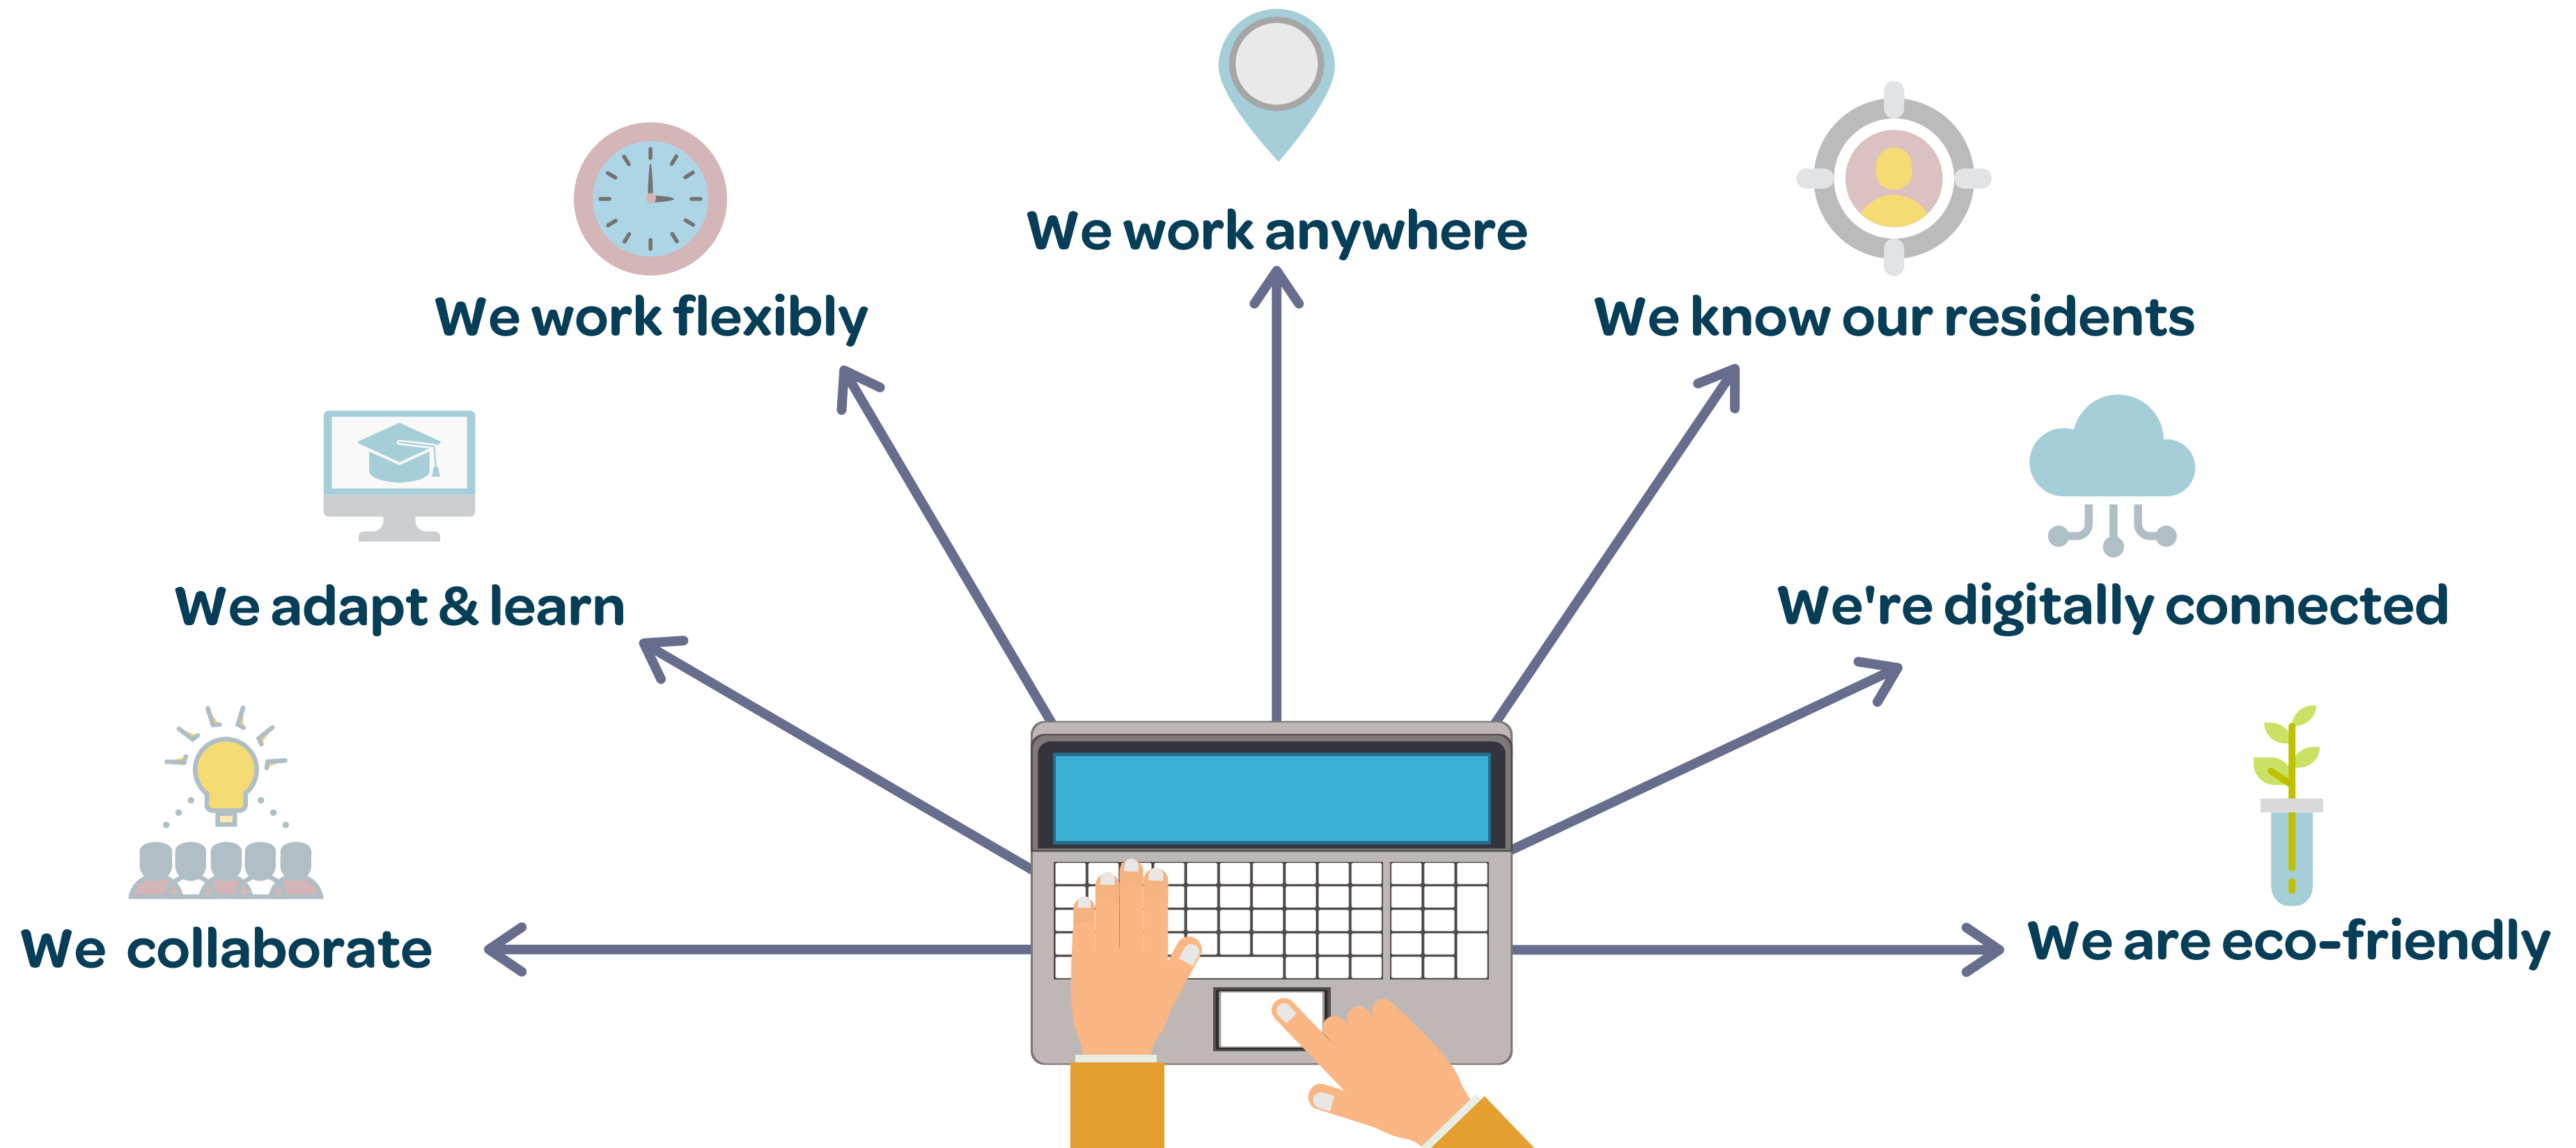 We work anywhere
We work flexibly
We know our residents
We adapt & learn
We're digitally connected
We collaborate
We are eco-friendly